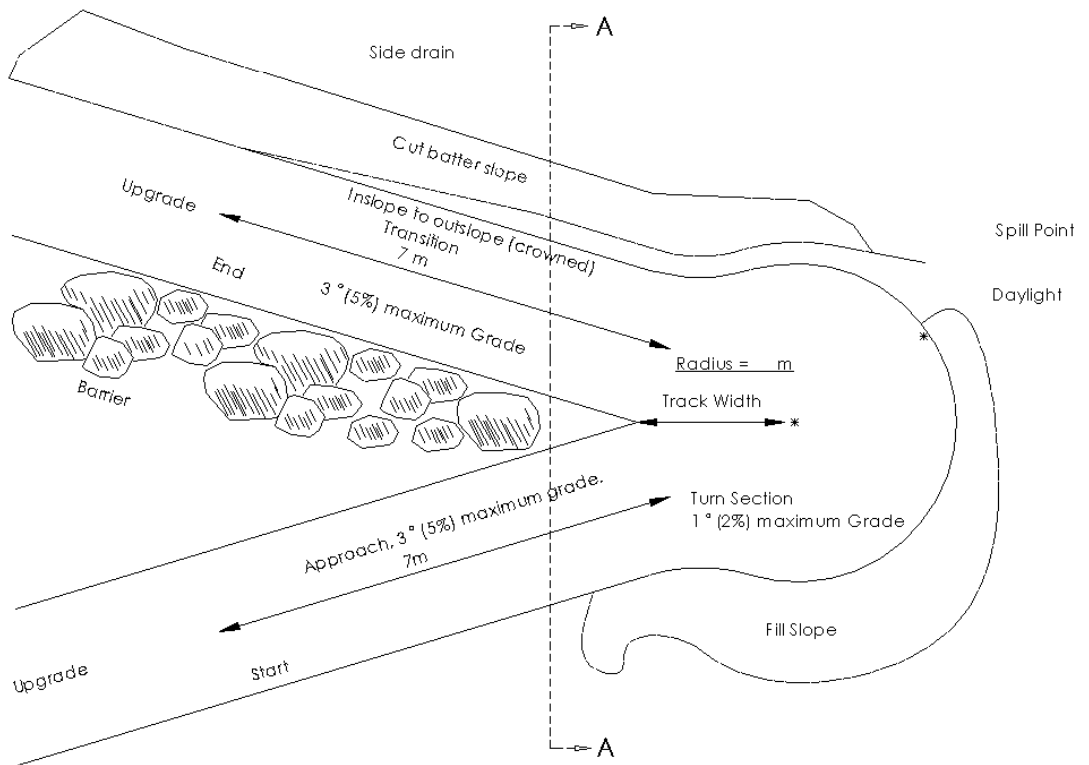 A
Side drain
Cut batter slope
Upgrade
Inslope to outslope (crowned)
Transition
7 m
Spill Point
End
3° (5%) maximum Grade
Daylight
Radius = __ m
Barrier
Track Width
Turn Section
1° (2%) maximum Grade
Approach, 3° (5%) maximum grade.
7m
Fill Slope
Start
Upgrade
A